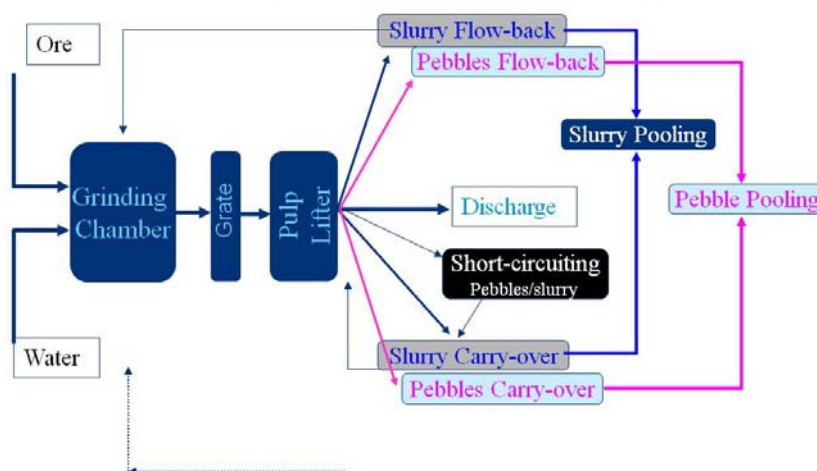 Ore
Slurry Flow-back
Pebbles Flow-back
Slurry Pooling
Grinding
Chamber
Grate
Pulp
Lifter
Discharge
Pebble Pooling
Short-circuiting
Pebbles/slurry
Water
Slurry Carry-over
Pebbles Carry-over